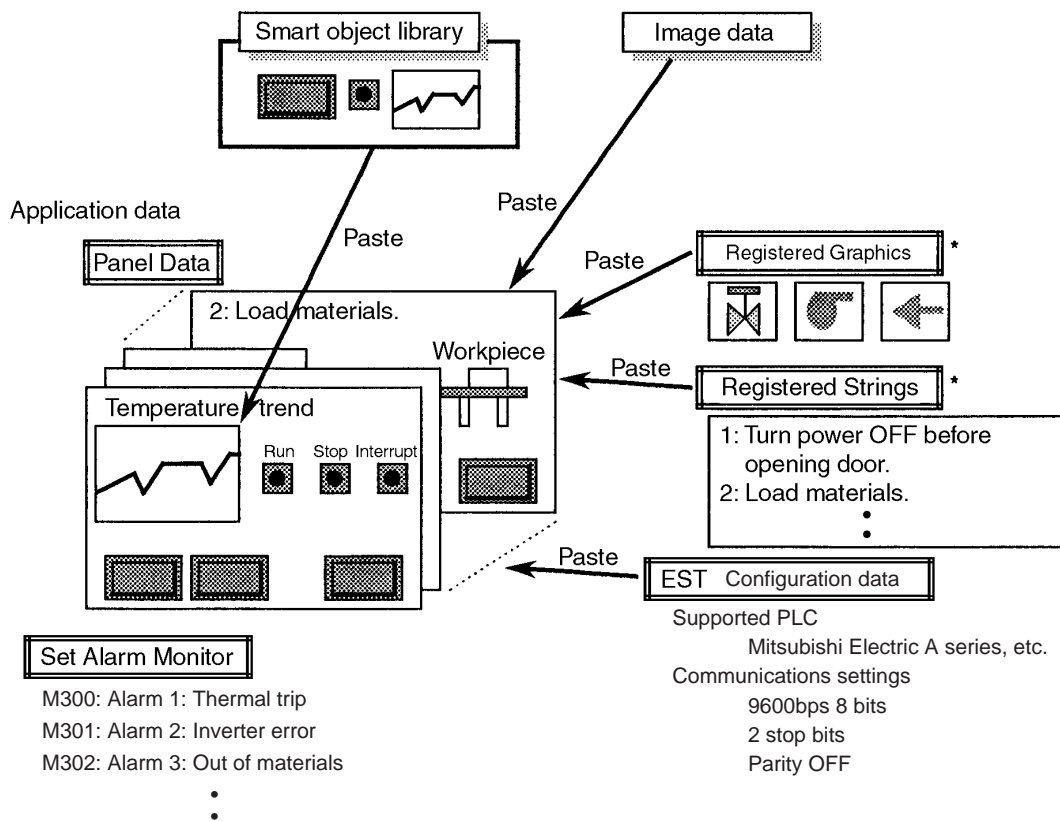 Smart object library
Image data
Paste
Application data
Paste
Panel Data
Paste
Registered Graphics *
2: Load materials.
Workpiece
Paste
Registered Strings *
Temperature trend
Run Stop Interrupt
1: Turn power OFF before
opening door.
2: Load materials.
•
•
Paste
EST Configuration data
Supported PLC
Mitsubishi Electric A series, etc.
Communications settings
9600bps 8 bits
2 stop bits
Parity OFF
Set Alarm Monitor
M300: Alarm 1: Thermal trip
M301: Alarm 2: Inverter error
M302: Alarm 3: Out of materials
•
•